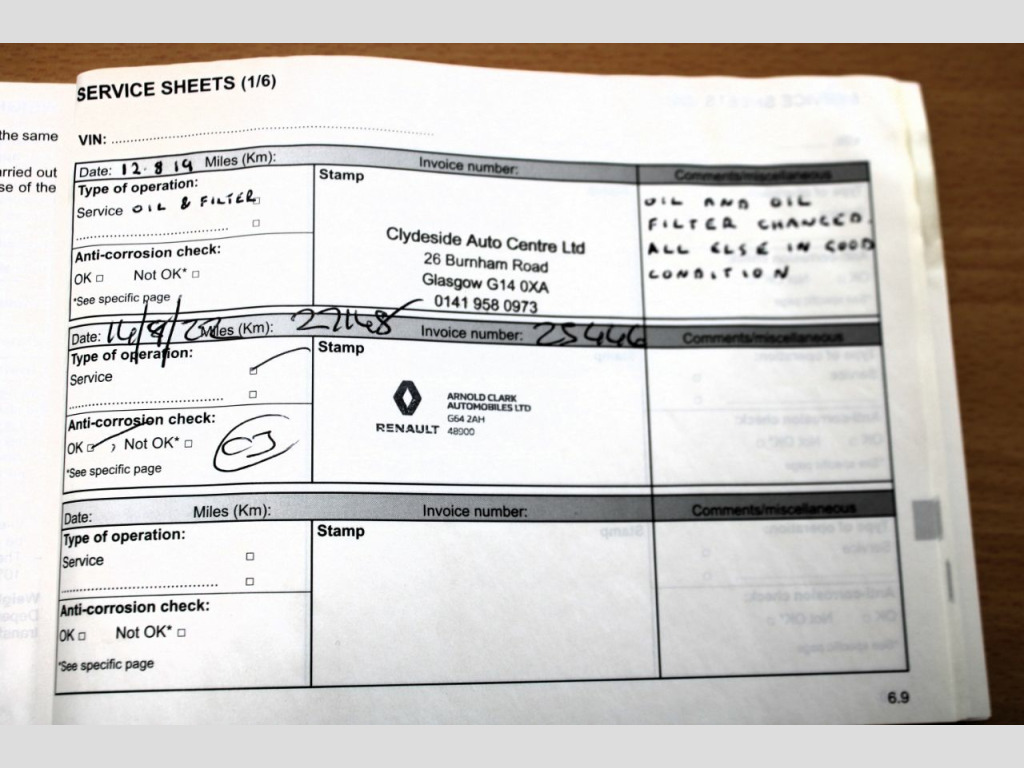 the same
arried out
se of the
SERVICE SHEETS (1/6)
VIN:
Date: 12.8.19 Miles (Km): Invoice number: Comments/miscellaneous
Type of operation:
Service OIL & FILTER
Anti-corrosion check:
OK □ Not OK* □
*See specific page
Stamp
Clydeside Auto Centre Ltd
26 Burnham Road
Glasgow G14 0XA
0141 958 0973
OIL AND OIL
FILTER CHANGED.
ALL ELSE IN GOOD
CONDITION
Date: 14/8/20 Miles (Km): 22148 Invoice number: 25446 Comments/miscellaneous
Type of operation:
Service
Anti-corrosion check:
OK □ Not OK* □
*See specific page
Stamp
RENAULT
ARNOLD CLARK
AUTOMOBILES LTD
G64 2AH
48900
Date: Miles (Km): Invoice number: Comments/miscellaneous
Type of operation:
Service □
Anti-corrosion check:
OK □ Not OK* □
*See specific page
Stamp
6.9